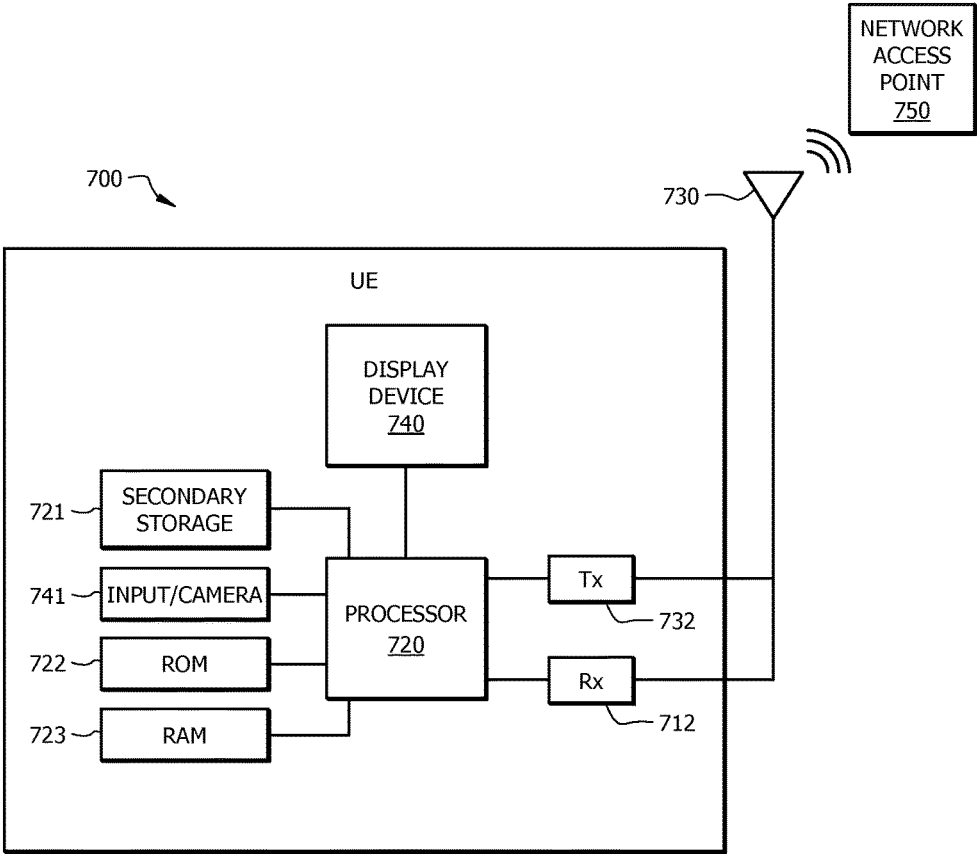 NETWORK
ACCESS
POINT
750
700
730
UE
DISPLAY
DEVICE
740
721
SECONDARY
STORAGE
741
INPUT/CAMERA
PROCESSOR
720
Tx
732
722
ROM
Rx
712
723
RAM